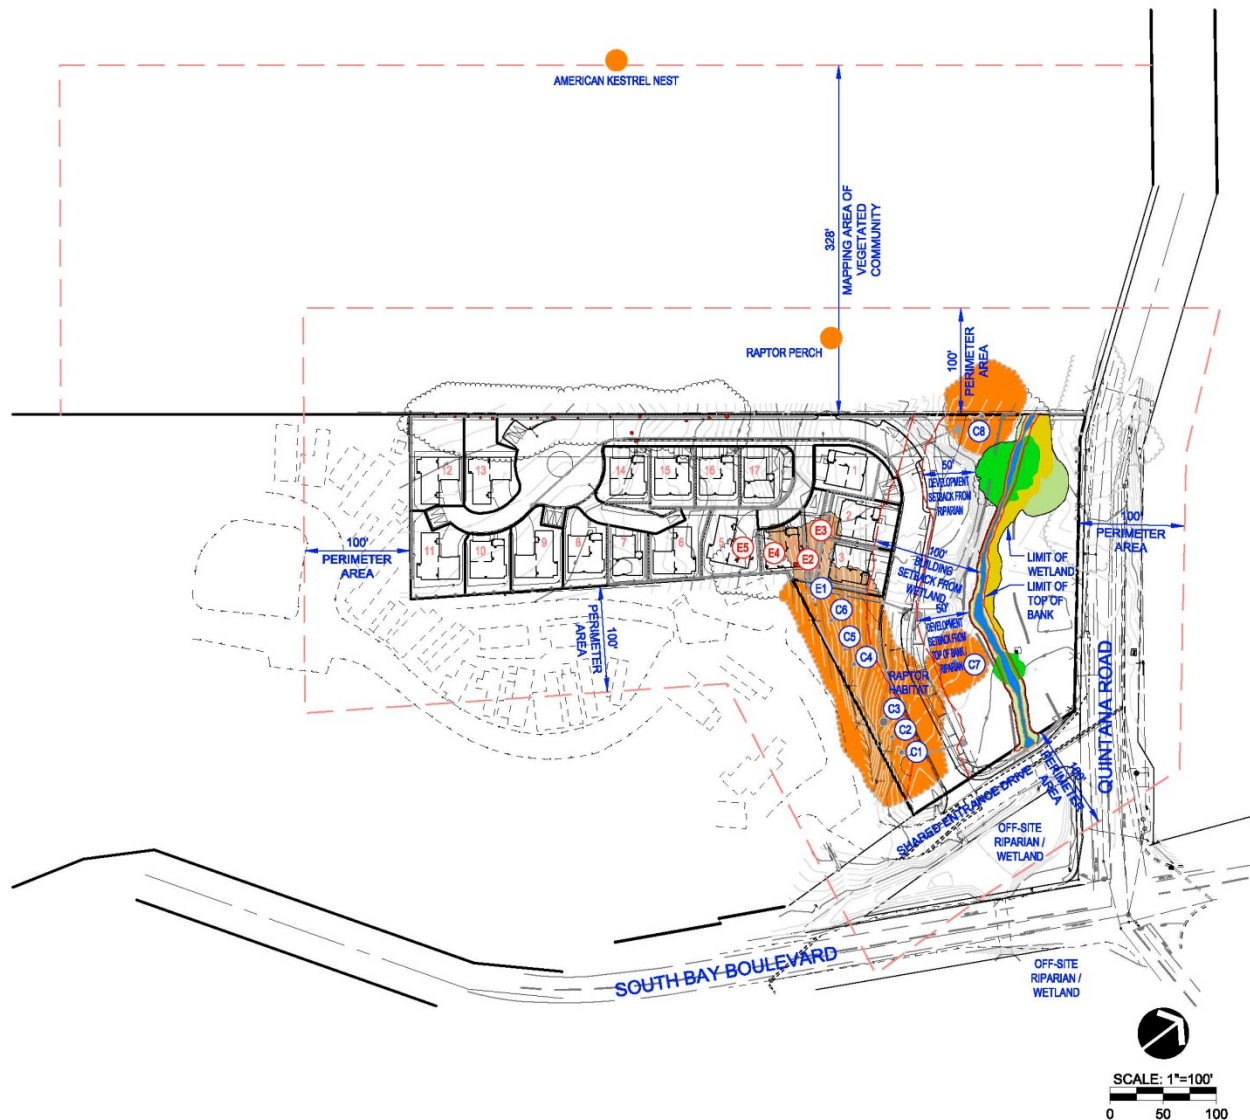 AMERICAN KESTREL NEST
328'
MAPPING AREA OF
VEGETATED
COMMUNITY
RAPTOR PERCH
100'
PERIMETER
AREA
C8
12
13
14
15
16
17
1
50'
DEVELOPMENT
SETBACK FROM
RIPARIAN
2
E3
100'
PERIMETER
AREA
100'
PERIMETER
AREA
11
10
9
8
7
6
5
E5
E4
E2
3
100'
BUILDING
SETBACK FROM
WETLAND
LIMIT OF
WETLAND
LIMIT OF
TOP OF
BANK
E1
C6
C5
C4
50'
DEVELOPMENT
SETBACK FROM
TOP OF BANK
RIPARIAN
C7
100'
PERIMETER
AREA
RAPTOR
HABITAT
C3
C2
C1
QUINTANA ROAD
100'
PERIMETER
AREA
SHARED ENTRANCE DRIVE
OFF-SITE
RIPARIAN /
WETLAND
SOUTH BAY BOULEVARD
OFF-SITE
RIPARIAN /
WETLAND
SCALE: 1"=100'
0 50 100